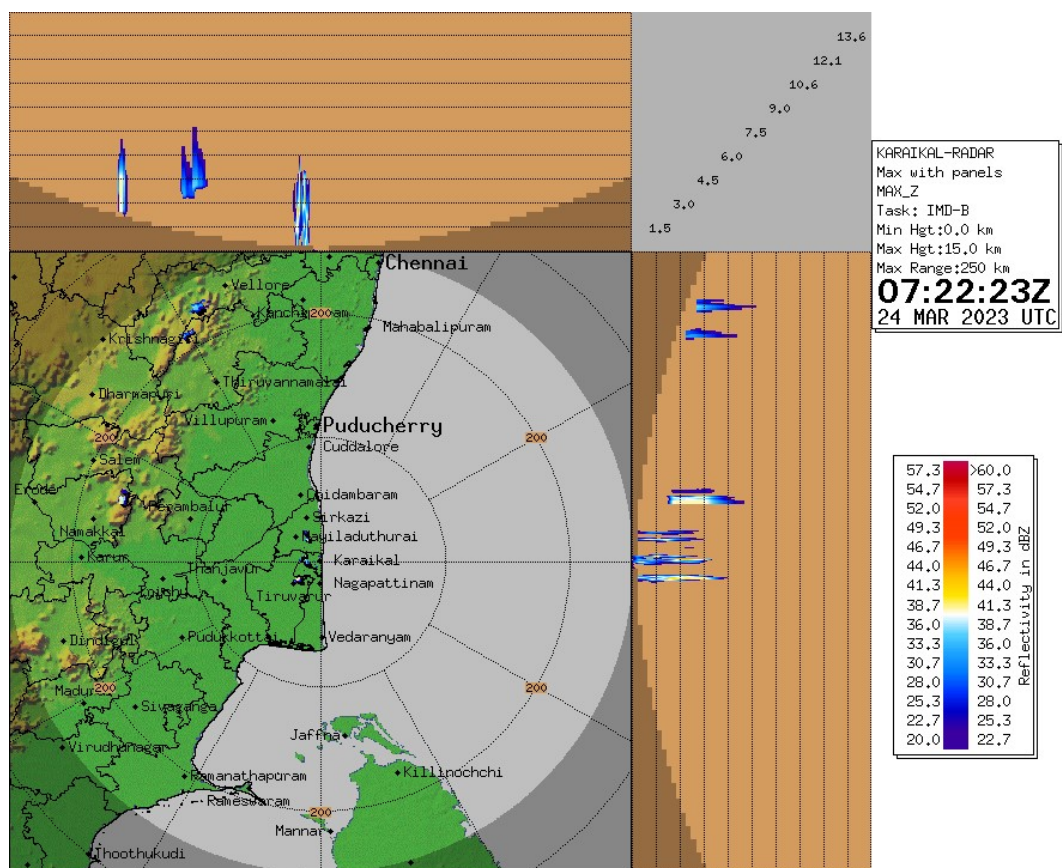 13.6
12.1
10.6
9.0
7.5
6.0
4.5
3.0
1.5
KARAIKAL-RADAR
Max with panels
MAX_Z
Task: IMD-B
Min Hgt:0.0 km
Max Hgt:15.0 km
Max Range:250 km
07:22:23Z
24 MAR 2023 UTC
Chennai
Vellore
200
Mahabalipuram
Thiruvannamalai
Dharmapuri
Villupuram
Puducherry
200
200
Cuddalore
Salem
Chidambaram
Sirkazi
Perambalur
Namakkal
Karur
Karaikal
Thanjavur
Nagapattinam
Tiruvarur
Pudukkottai
Vedaranyam
Dindigul
200
200
Sivaganga
Jaffna
Virudhunagar
Killinochchi
Ramanathapuram
Rameswaram
200
Mannar
Thoothukudi
57.3 >60.0
54.7 57.3
52.0 54.7
49.3 52.0
46.7 49.3
44.0 46.7
41.3 44.0
38.7 41.3
36.0 38.7
33.3 36.0
30.7 33.3
28.0 30.7
25.3 28.0
22.7 25.3
20.0 22.7
Reflectivity in dBZ